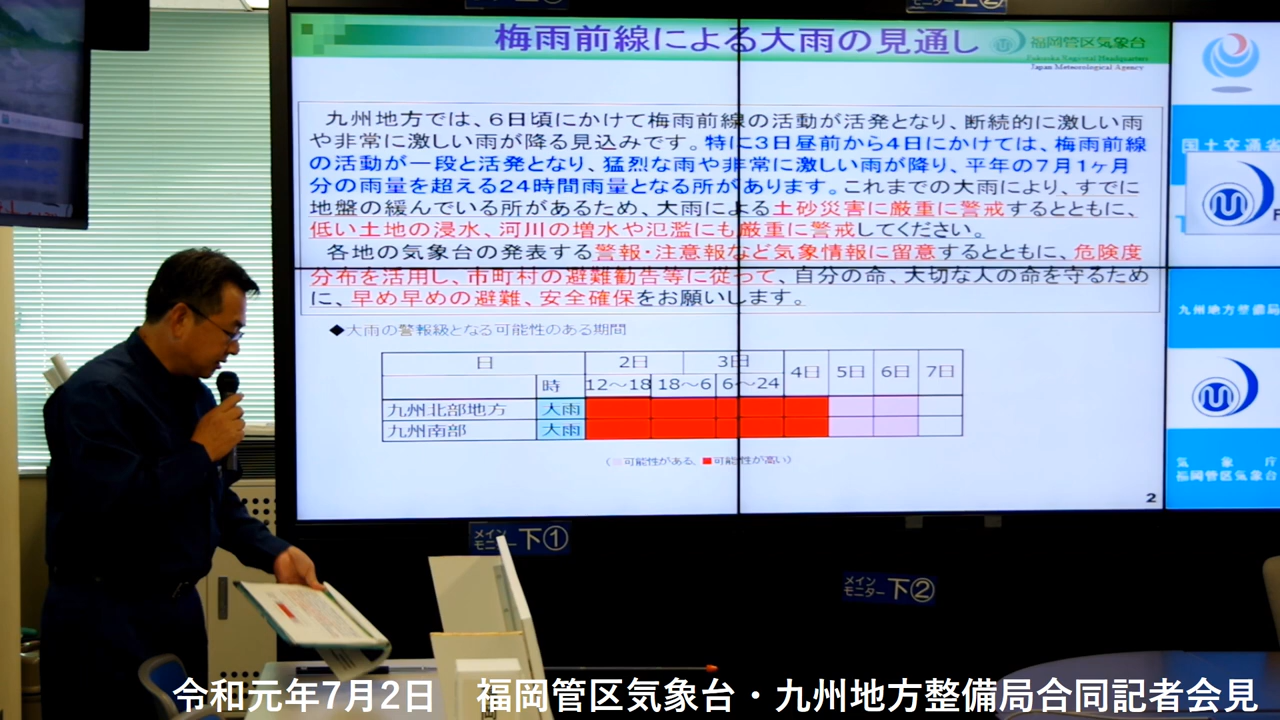 梅雨前線による大雨の見通し
福岡管区気象台
Fukuoka Regional Headquarters
Japan Meteorological Agency
九州地方では、6日頃にかけて梅雨前線の活動が活発となり、断続的に激しい雨
や非常に激しい雨が降る見込みです。特に3日昼前から4日にかけては、梅雨前線
の活動が一段と活発となり、猛烈な雨や非常に激しい雨が降り、平年の7月1ヶ月
分の雨量を超える24時間雨量となる所があります。これまでの大雨により、すでに
地盤の緩んでいる所があるため、大雨による土砂災害に厳重に警戒するとともに、
低い土地の浸水、河川の増水や氾濫にも厳重に警戒してください。
各地の気象台の発表する警報・注意報など気象情報に留意するとともに、危険度
分布を活用し、市町村の避難勧告等に従って、自分の命、大切な人の命を守るため
に、早め早めの避難、安全確保をお願いします。
◆大雨の警報級となる可能性のある期間
日 2日 3日 4日 5日 6日 7日
時 12～18 18～6 6～24
九州北部地方 大雨
九州南部 大雨
(■可能性がある、■可能性が高い)
2
国土交通省
九州地方整備局
気象庁
福岡管区気象台
メイン
モニター 下①
メイン
モニター 下②
令和元年7月2日 福岡管区気象台・九州地方整備局合同記者会見